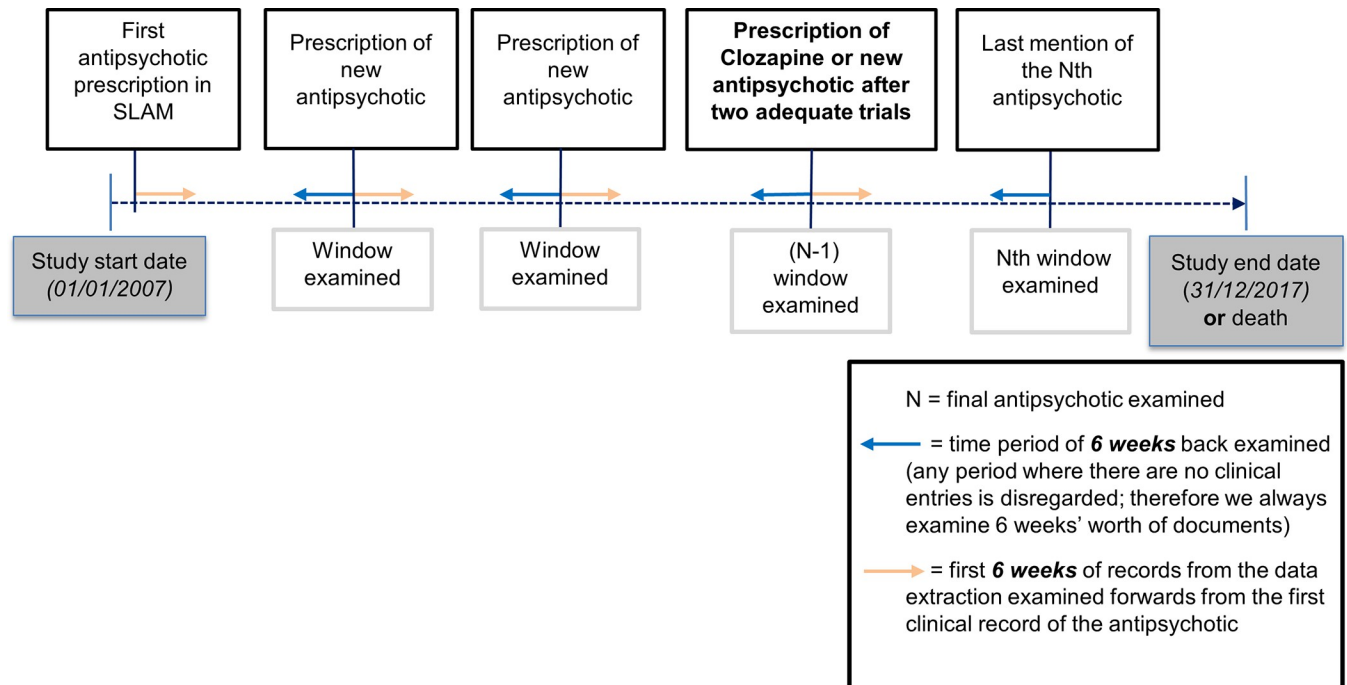 First
antipsychotic
prescription in
SLAM
Prescription of
new
antipsychotic
Prescription of
new
antipsychotic
Prescription of
Clozapine or new
antipsychotic after
two adequate trials
Last mention of
the Nth
antipsychotic
Study start date
(01/01/2007)
Window
examined
Window
examined
(N-1)
window
examined
Nth window
examined
Study end date
(31/12/2017)
or death
N = final antipsychotic examined
= time period of 6 weeks back examined
(any period where there are no clinical
entries is disregarded; therefore we always
examine 6 weeks’ worth of documents)
= first 6 weeks of records from the data
extraction examined forwards from the first
clinical record of the antipsychotic